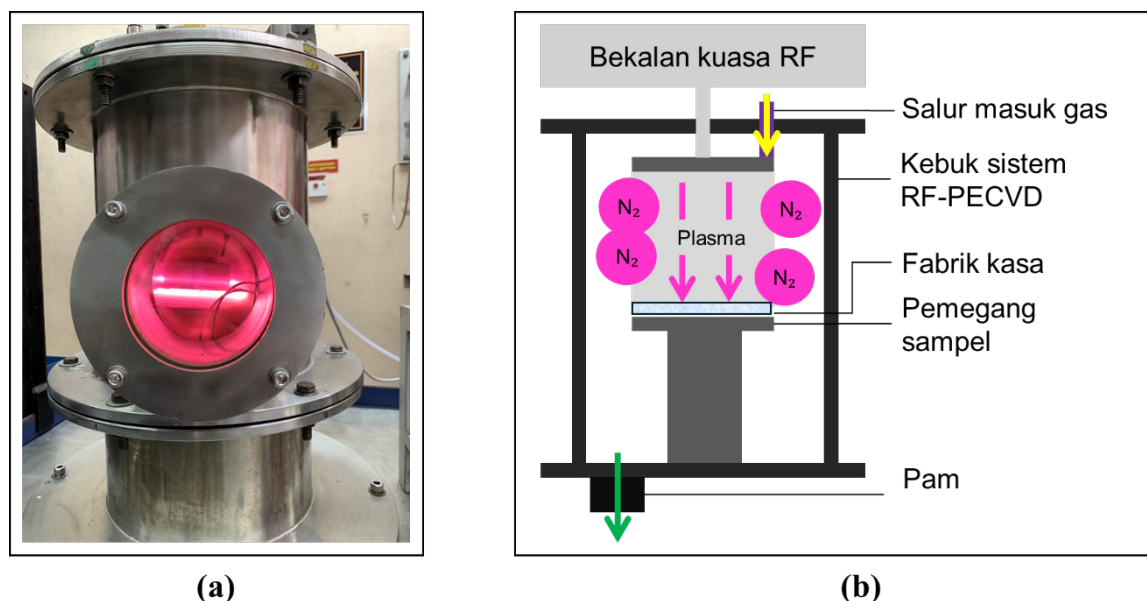 Bekalan kuasa RF
Salur masuk gas
Kebuk sistem
RF-PECVD
N₂
N₂
Plasma
N₂
N₂
Fabrik kasa
Pemegang
sampel
Pam
(a)
(b)